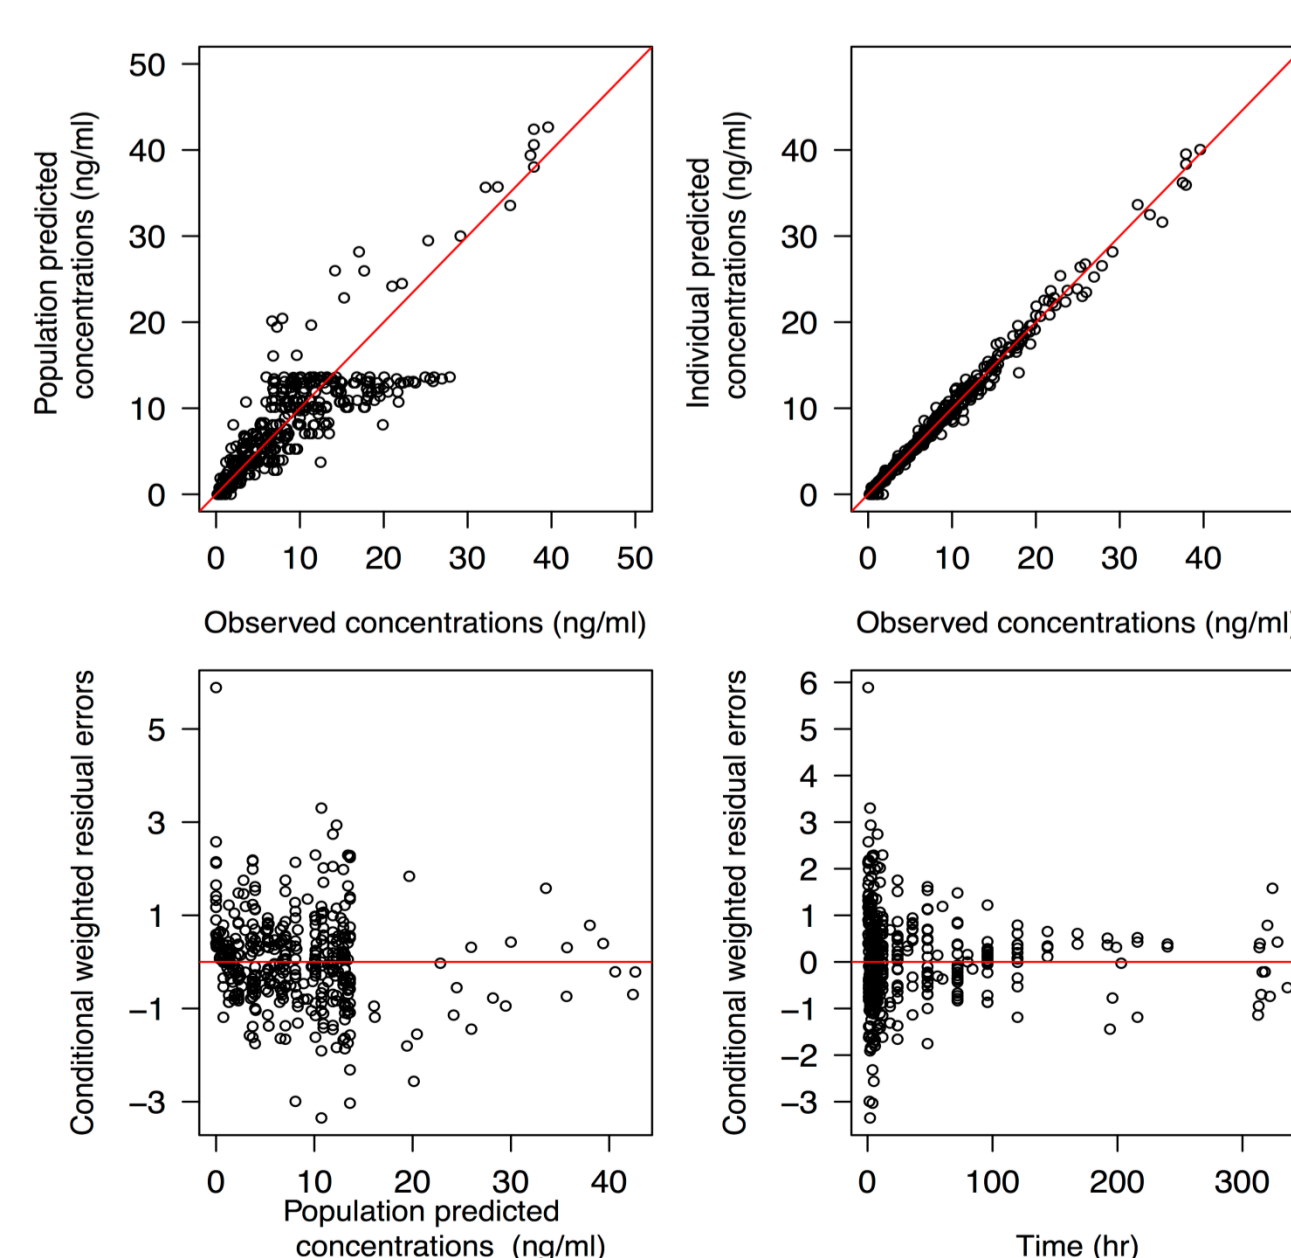 Population predicted
concentrations (ng/ml)
50
40
30
20
10
0
0 10 20 30 40 50
Observed concentrations (ng/ml)
Individual predicted
concentrations (ng/ml)
40
30
20
10
0
0 10 20 30 40
Observed concentrations (ng/ml)
Conditional weighted residual errors
5
3
1
−1
−3
0 10 20 30 40
Population predicted
concentrations (ng/ml)
Conditional weighted residual errors
6
5
4
3
2
1
0
−1
−2
−3
0 100 200 300
Time (hr)